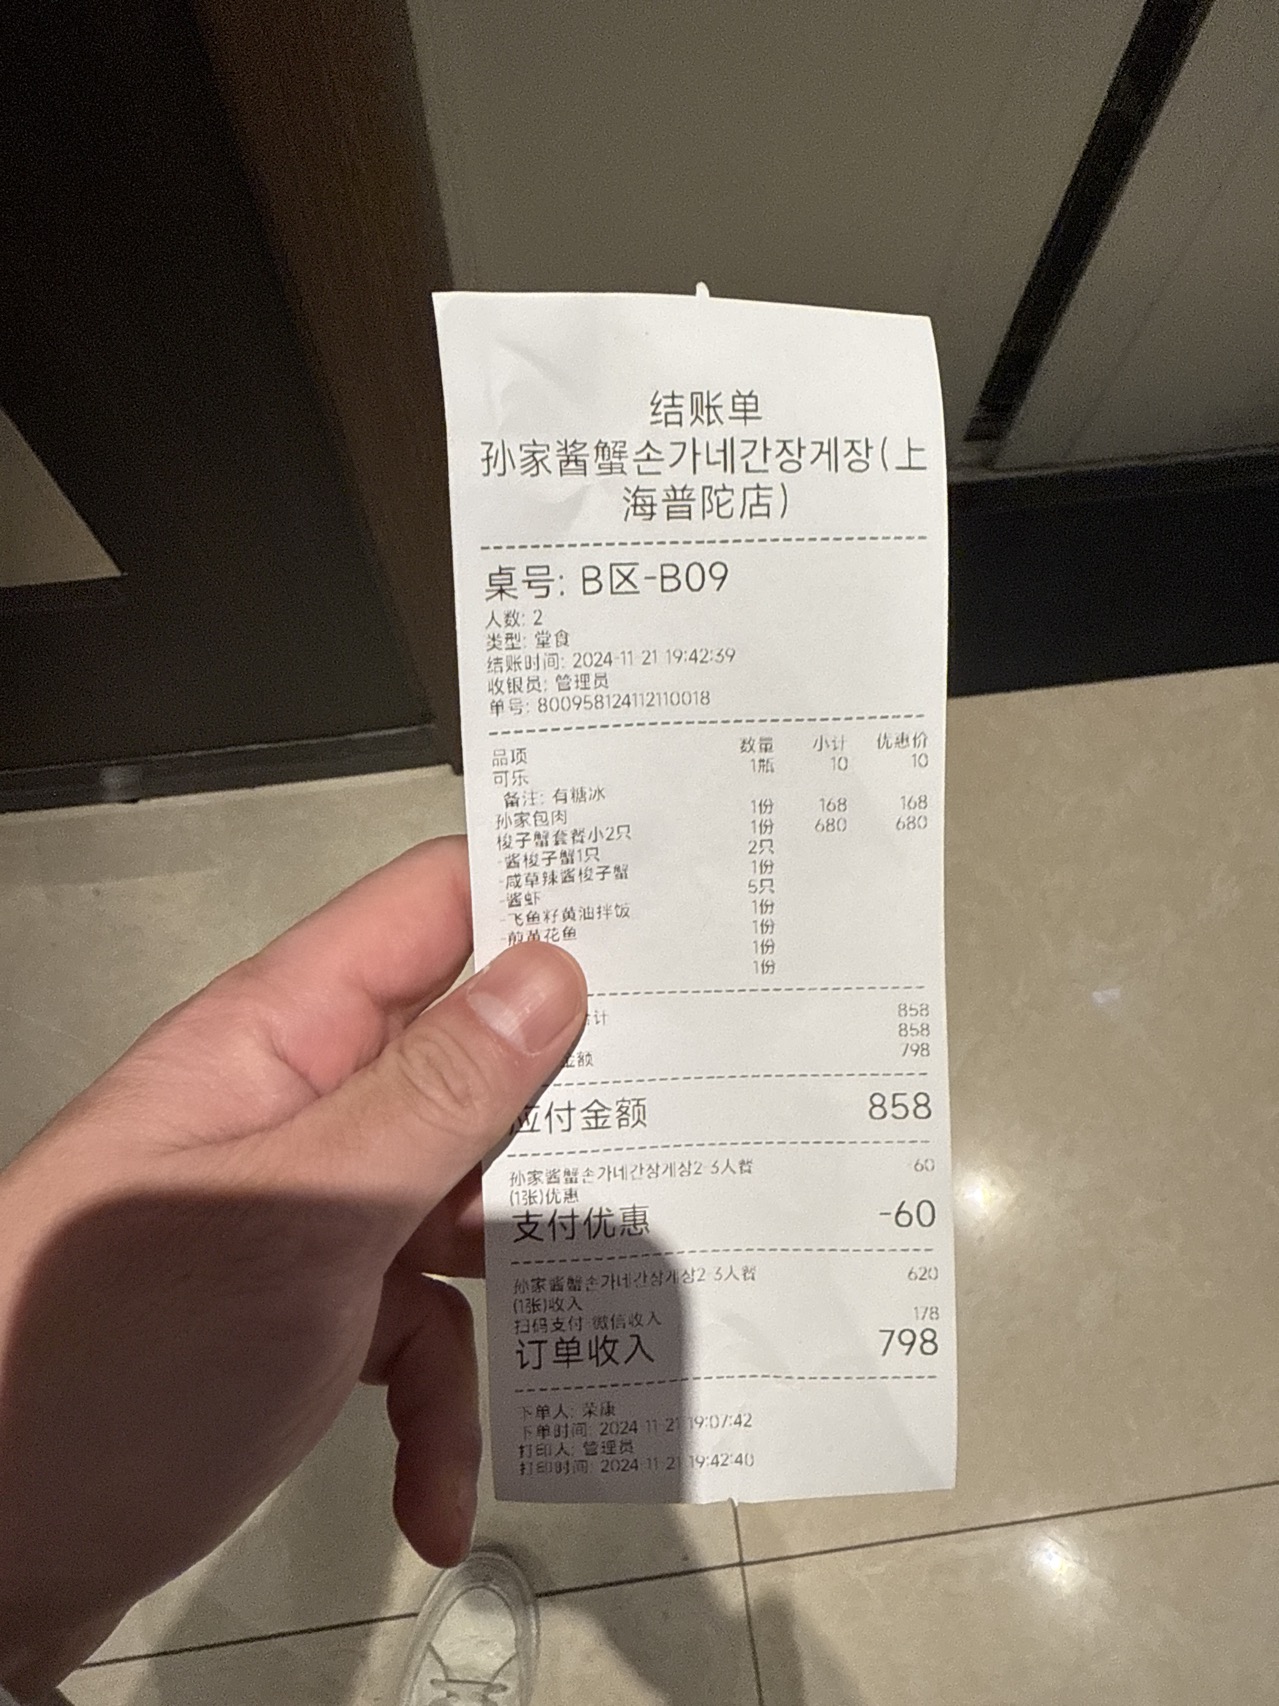 结账单
孙家酱蟹손가네간장게장(上
海普陀店)
桌号: B区-B09
人数: 2
类型: 堂食
结账时间: 2024-11-21 19:42:39
收银员: 管理员
单号: 800958124112110018
品项 数量 小计 优惠价
可乐 1瓶 10 10
备注: 有糖冰
孙家包肉 1份 168 168
梭子蟹套餐小2只 1份 680 680
-酱梭子蟹1只 2只
-咸草辣酱梭子蟹 1份
-酱虾 5只
-飞鱼籽黄油拌饭 1份
-煎黄花鱼 1份
1份
1份
计 858
858
金额 798
应付金额 858
孙家酱蟹손가네간장게장2-3人餐 -60
(1张)优惠
支付优惠 -60
孙家酱蟹손가네간장게장2-3人餐 620
(1张)收入
扫码支付-微信收入 178
订单收入 798
下单人: 荣康
下单时间: 2024-11-21 19:07:42
打印人: 管理员
打印时间: 2024-11-21 19:42:40